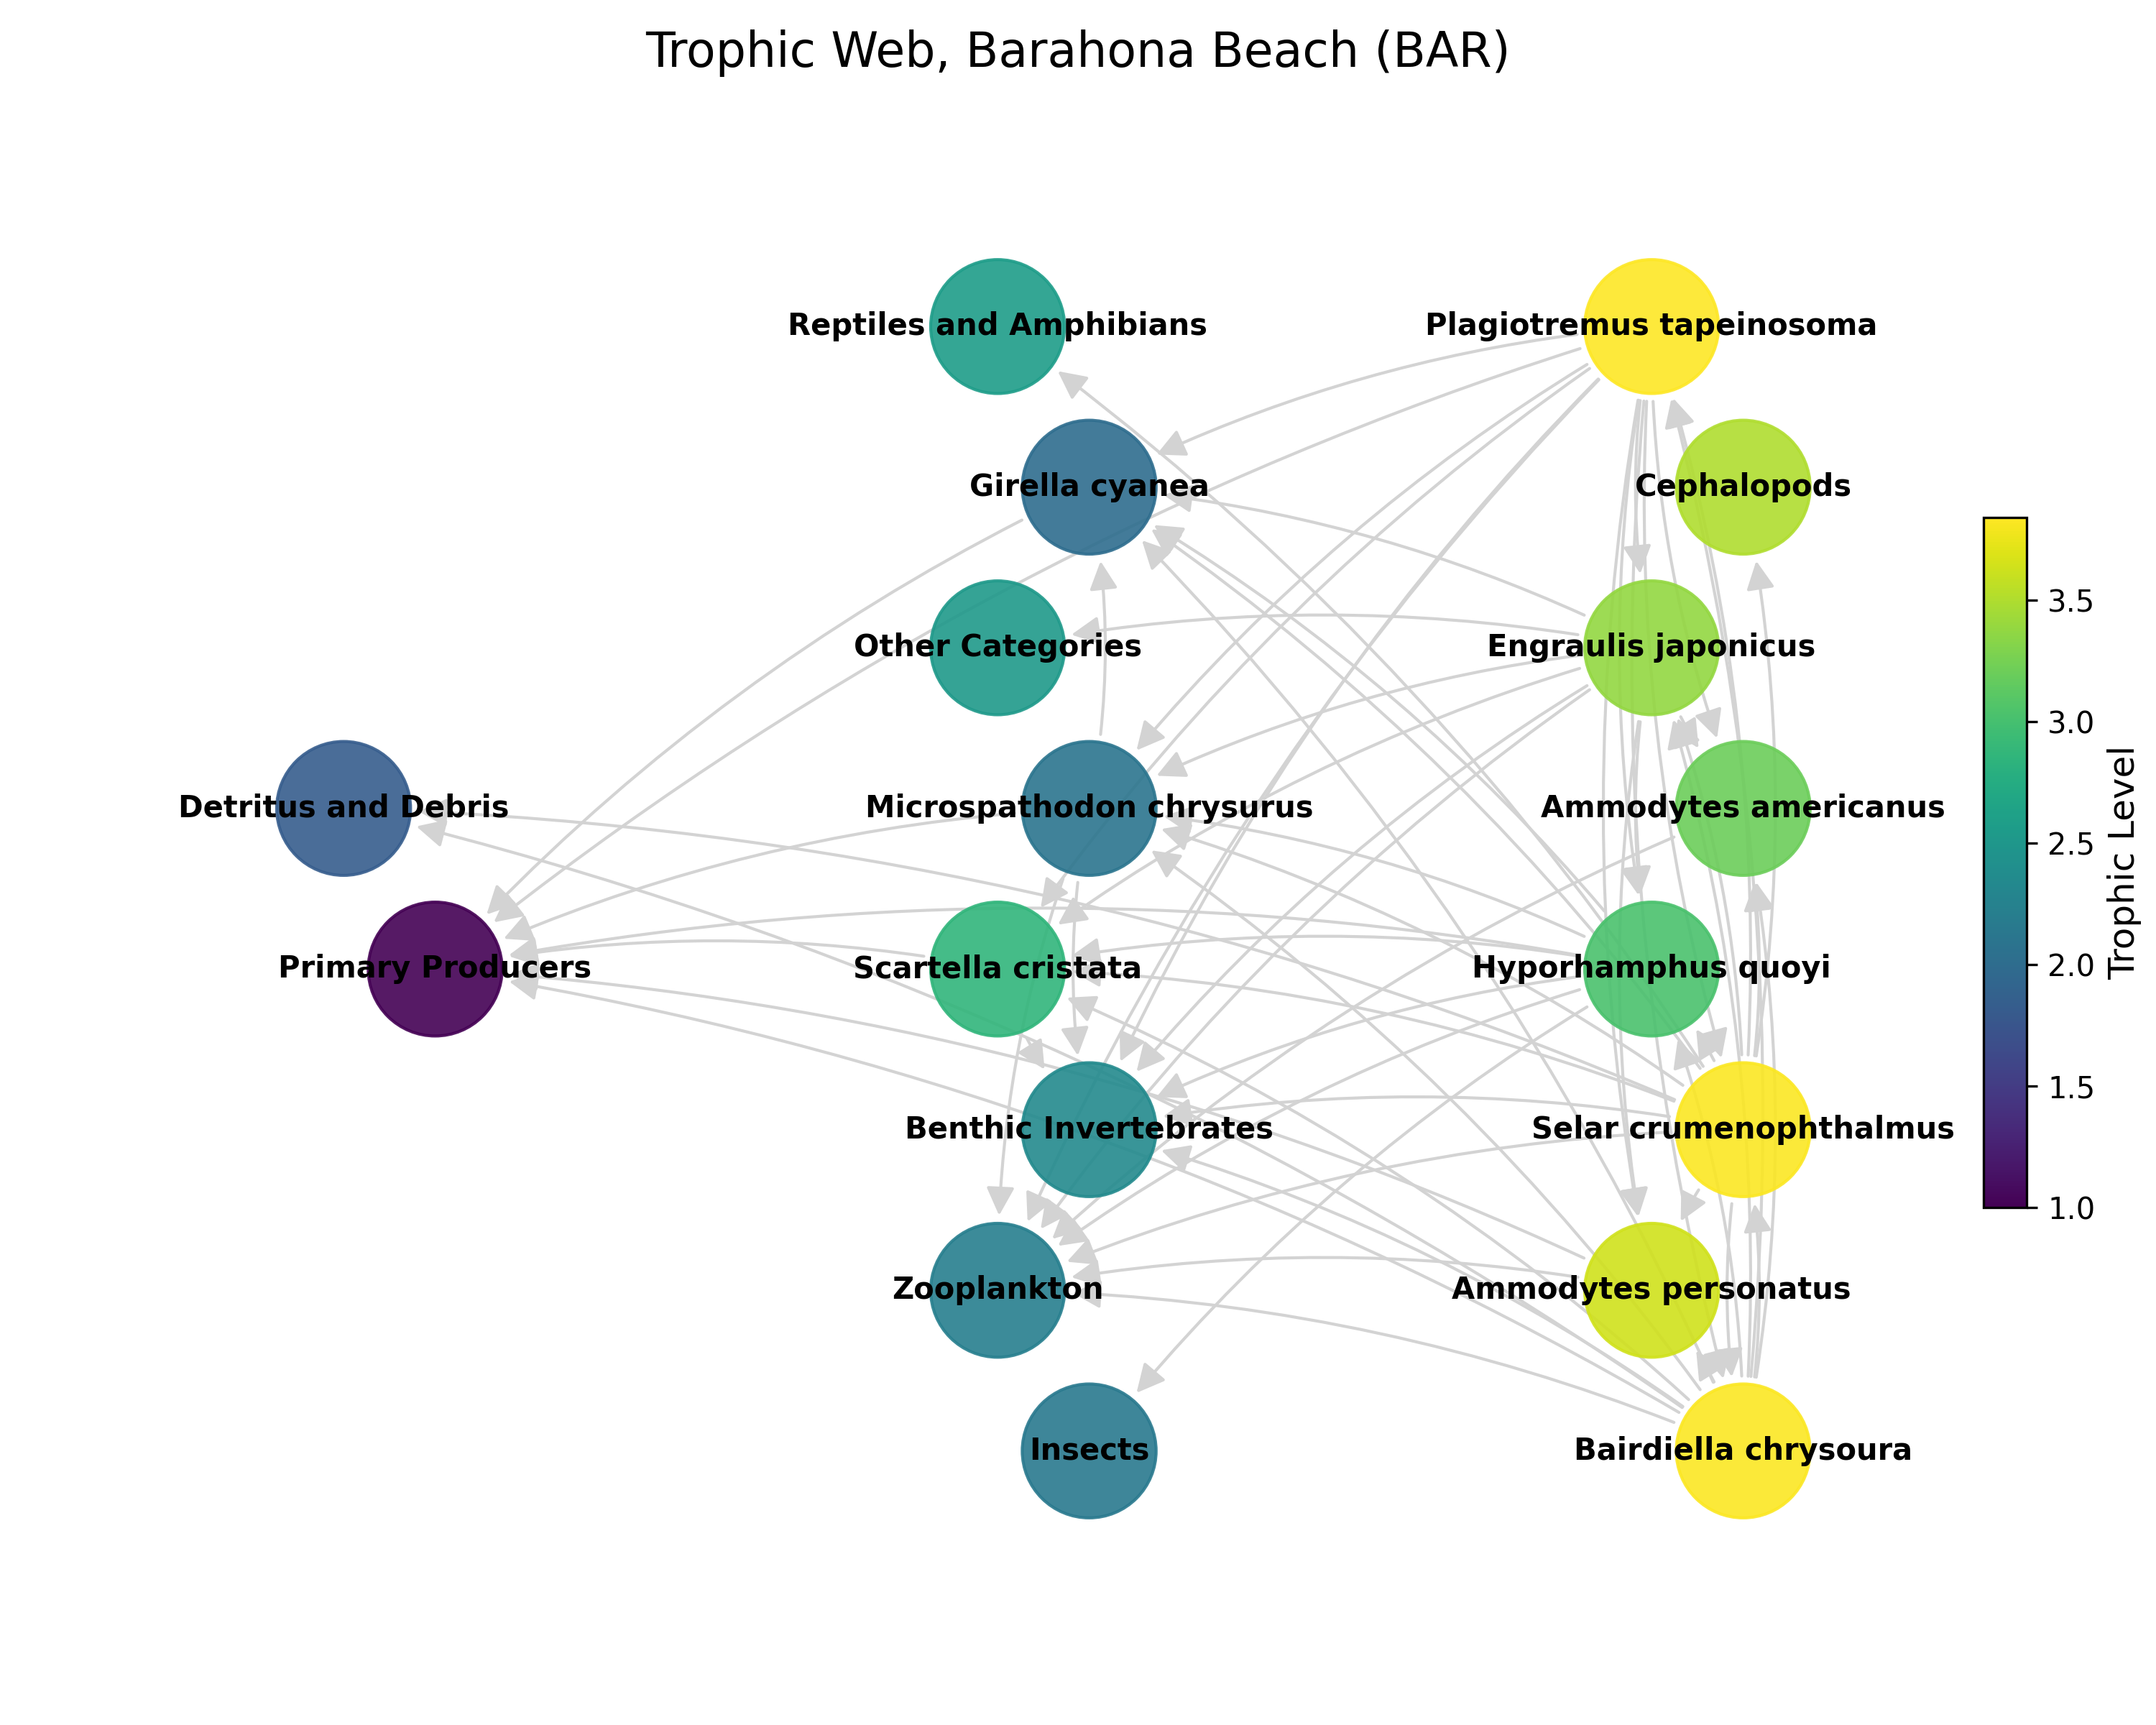 Trophic Web, Barahona Beach (BAR)
Reptiles and Amphibians
Plagiotremus tapeinosoma
Girella cyanea
Cephalopods
Other Categories
Engraulis japonicus
Detritus and Debris
Microspathodon chrysurus
Ammodytes americanus
Primary Producers
Scartella cristata
Hyporhamphus quoyi
Benthic Invertebrates
Selar crumenophthalmus
Zooplankton
Ammodytes personatus
Insects
Bairdiella chrysoura
3.5
3.0
2.5
2.0
1.5
1.0
Trophic Level